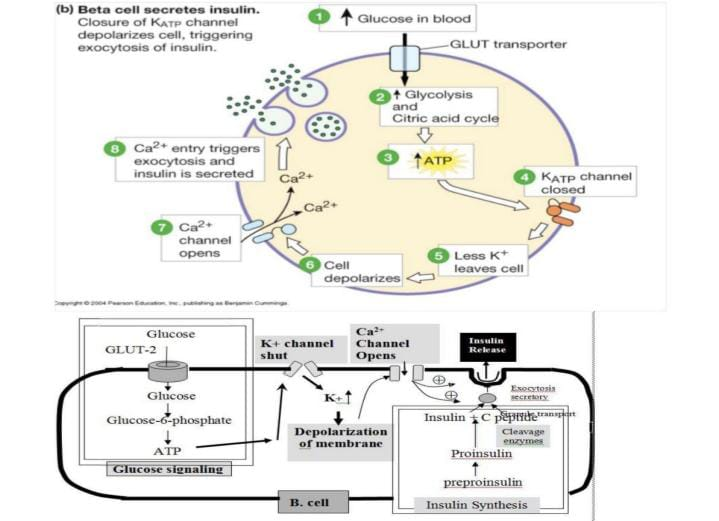 (b) Beta cell secretes insulin.
Closure of KATP channel
depolarizes cell, triggering
exocytosis of insulin.
1 ↑ Glucose in blood
GLUT transporter
2 ↑ Glycolysis
and
Citric acid cycle
3 ↑ ATP
4 KATP channel
closed
5 Less K+
leaves cell
6 Cell
depolarizes
7 Ca2+
channel
opens
Ca2+
Ca2+
8 Ca2+ entry triggers
exocytosis and
insulin is secreted
Copyright © 2004 Pearson Education, Inc., publishing as Benjamin Cummings.
Glucose
GLUT-2
Glucose
Glucose-6-phosphate
ATP
Glucose signaling
K+ channel
shut
K+↑
Depolarization
of membrane
Ca2+
Channel
Opens
+
+
Insulin
Release
Exocytosis
secretory
Granule transport
Insulin + C peptide
Cleavage
enzymes
Proinsulin
preproinsulin
Insulin Synthesis
B. cell